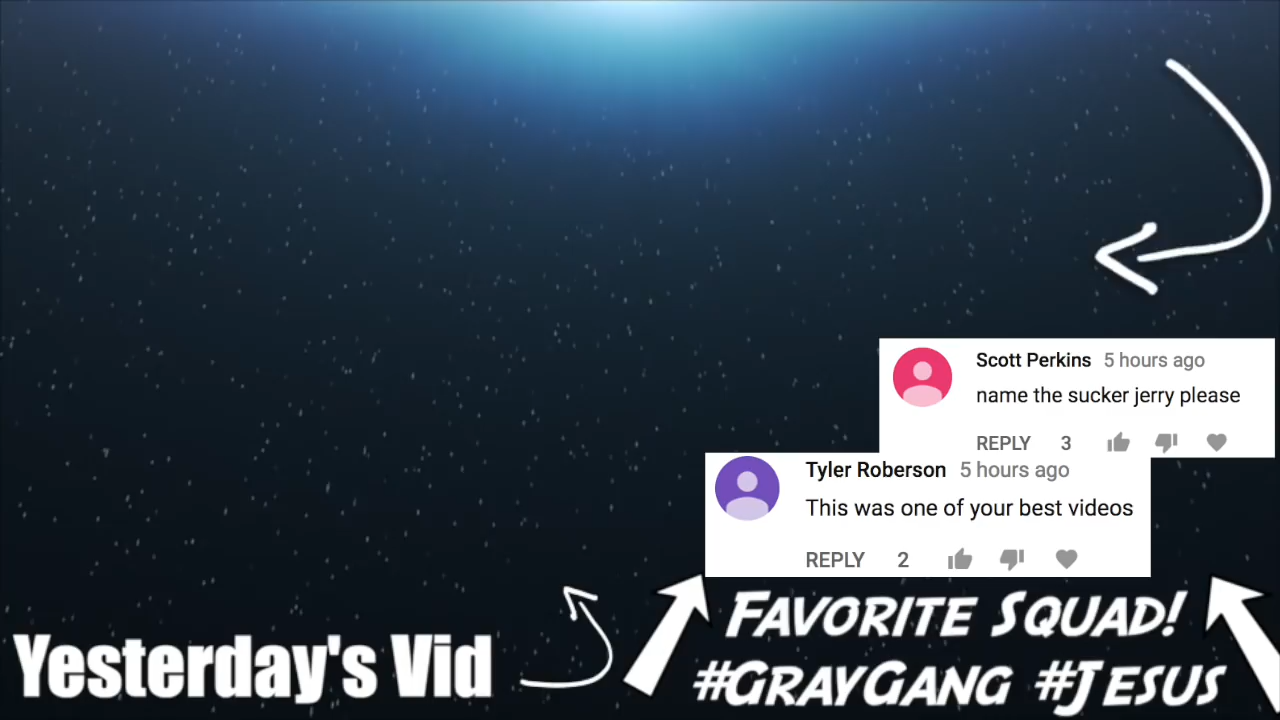 Scott Perkins 5 hours ago
name the sucker jerry please
REPLY 3
Tyler Roberson 5 hours ago
This was one of your best videos
REPLY 2
Favorite Squad!
#GrayGang #Jesus
Yesterday's Vid